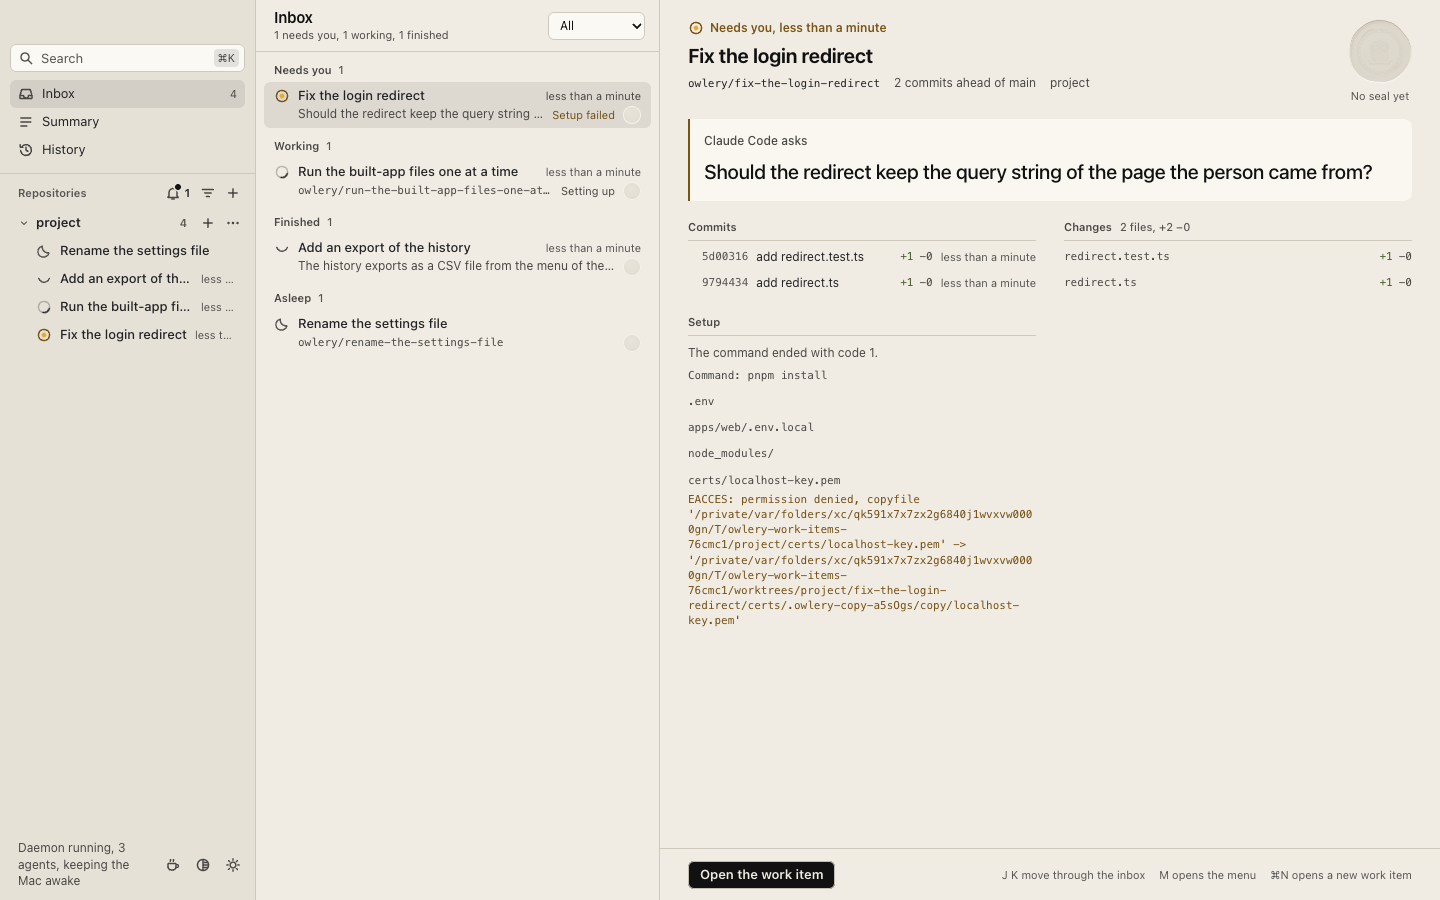 Search
⌘K
Inbox
4
Summary
History
Repositories
1
project
4
Rename the settings file
Add an export of th... less ...
Run the built-app fi... less ...
Fix the login redirect less t...
Daemon running, 3
agents, keeping the
Mac awake
Inbox
1 needs you, 1 working, 1 finished
All
Needs you 1
Fix the login redirect less than a minute
Should the redirect keep the query string ... Setup failed
Working 1
Run the built-app files one at a time less than a minute
owlery/run-the-built-app-files-one-at... Setting up
Finished 1
Add an export of the history less than a minute
The history exports as a CSV file from the menu of the...
Asleep 1
Rename the settings file
owlery/rename-the-settings-file
Needs you, less than a minute
Fix the login redirect
owlery/fix-the-login-redirect 2 commits ahead of main project
No seal yet
Claude Code asks
Should the redirect keep the query string of the page the person came from?
Commits
5d00316 add redirect.test.ts +1 −0 less than a minute
9794434 add redirect.ts +1 −0 less than a minute
Changes 2 files, +2 −0
redirect.test.ts +1 −0
redirect.ts +1 −0
Setup
The command ended with code 1.
Command: pnpm install
.env
apps/web/.env.local
node_modules/
certs/localhost-key.pem
EACCES: permission denied, copyfile
'/private/var/folders/xc/qk591x7x7zx2g6840j1wvxvw000
0gn/T/owlery-work-items-
76cmc1/project/certs/localhost-key.pem' ->
'/private/var/folders/xc/qk591x7x7zx2g6840j1wvxvw000
0gn/T/owlery-work-items-
76cmc1/worktrees/project/fix-the-login-
redirect/certs/.owlery-copy-a5sOgs/copy/localhost-
key.pem'
Open the work item
J K move through the inbox M opens the menu ⌘N opens a new work item